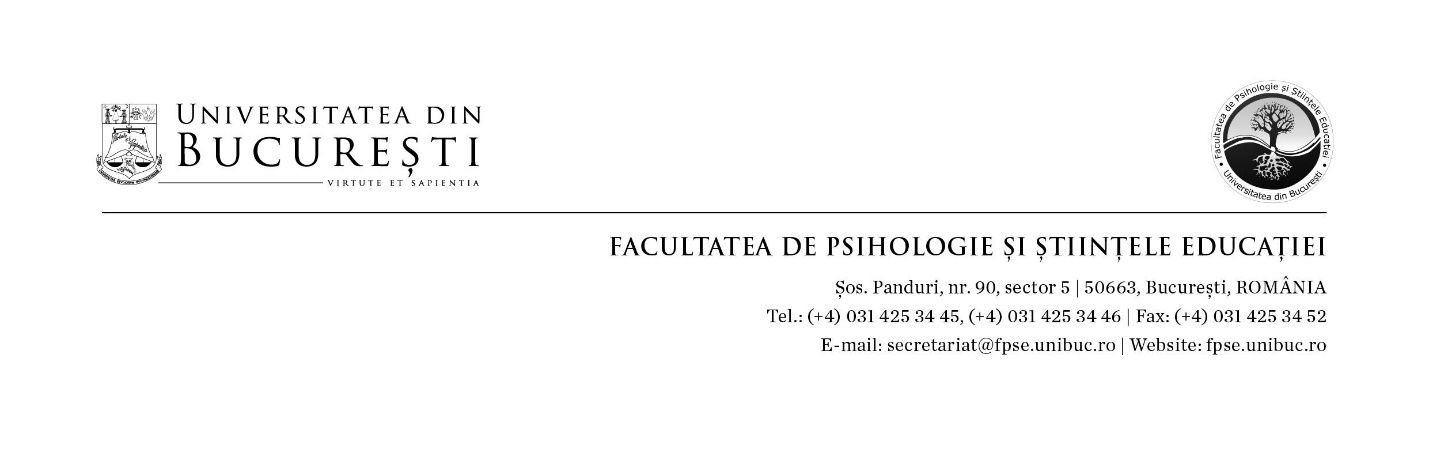 UNIVERSITATEA DIN
BUCUREȘTI
VIRTUTE ET SAPIENTIA
Facultatea de Psihologie și Științele Educației
Universitatea din București
FACULTATEA DE PSIHOLOGIE ȘI ȘTIINȚELE EDUCAȚIEI
Șos. Panduri, nr. 90, sector 5 | 50663, București, ROMÂNIA
Tel.: (+4) 031 425 34 45, (+4) 031 425 34 46 | Fax: (+4) 031 425 34 52
E-mail: secretariat@fpse.unibuc.ro | Website: fpse.unibuc.ro